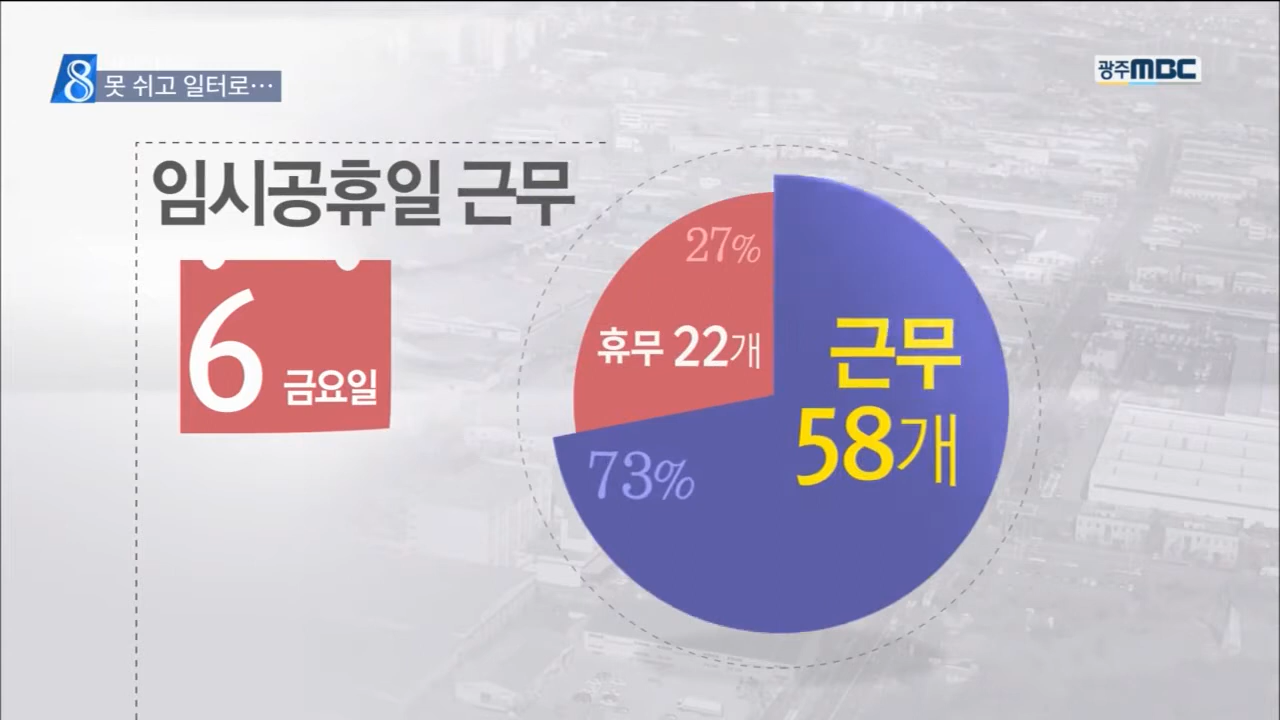 8 못 쉬고 일터로…
광주MBC
임시공휴일 근무
6 금요일
27%
휴무 22개
근무
58개
73%